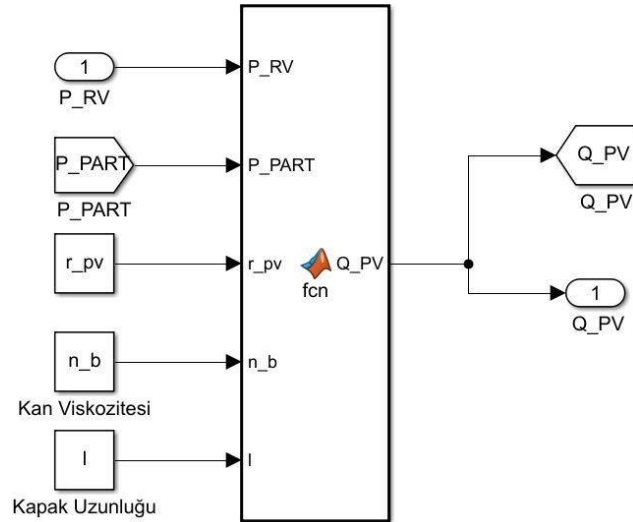 1
P_RV
P_RV
P_PART
P_PART
P_PART
r_pv
r_pv
fcn
Q_PV
n_b
n_b
Kan Viskozitesi
l
l
Kapak Uzunluğu
Q_PV
Q_PV
1
Q_PV